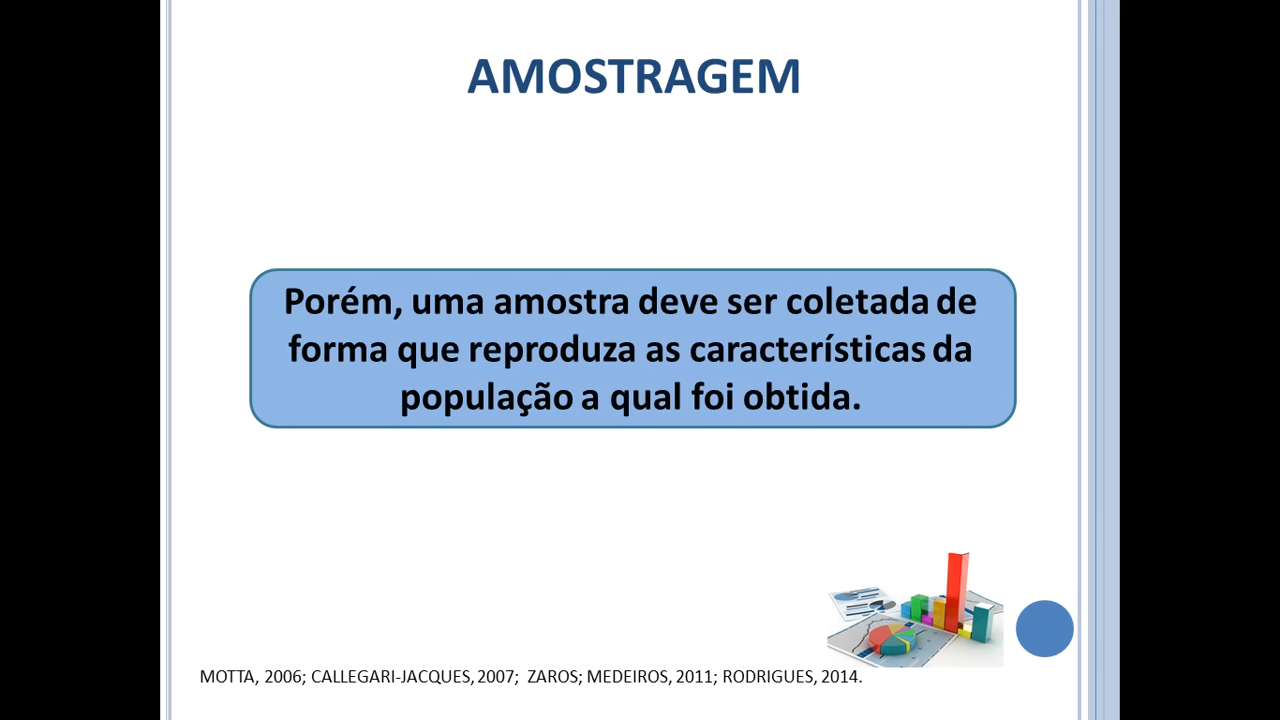 AMOSTRAGEM
Porém, uma amostra deve ser coletada de
forma que reproduza as características da
população a qual foi obtida.
MOTTA, 2006; CALLEGARI-JACQUES, 2007; ZAROS; MEDEIROS, 2011; RODRIGUES, 2014.